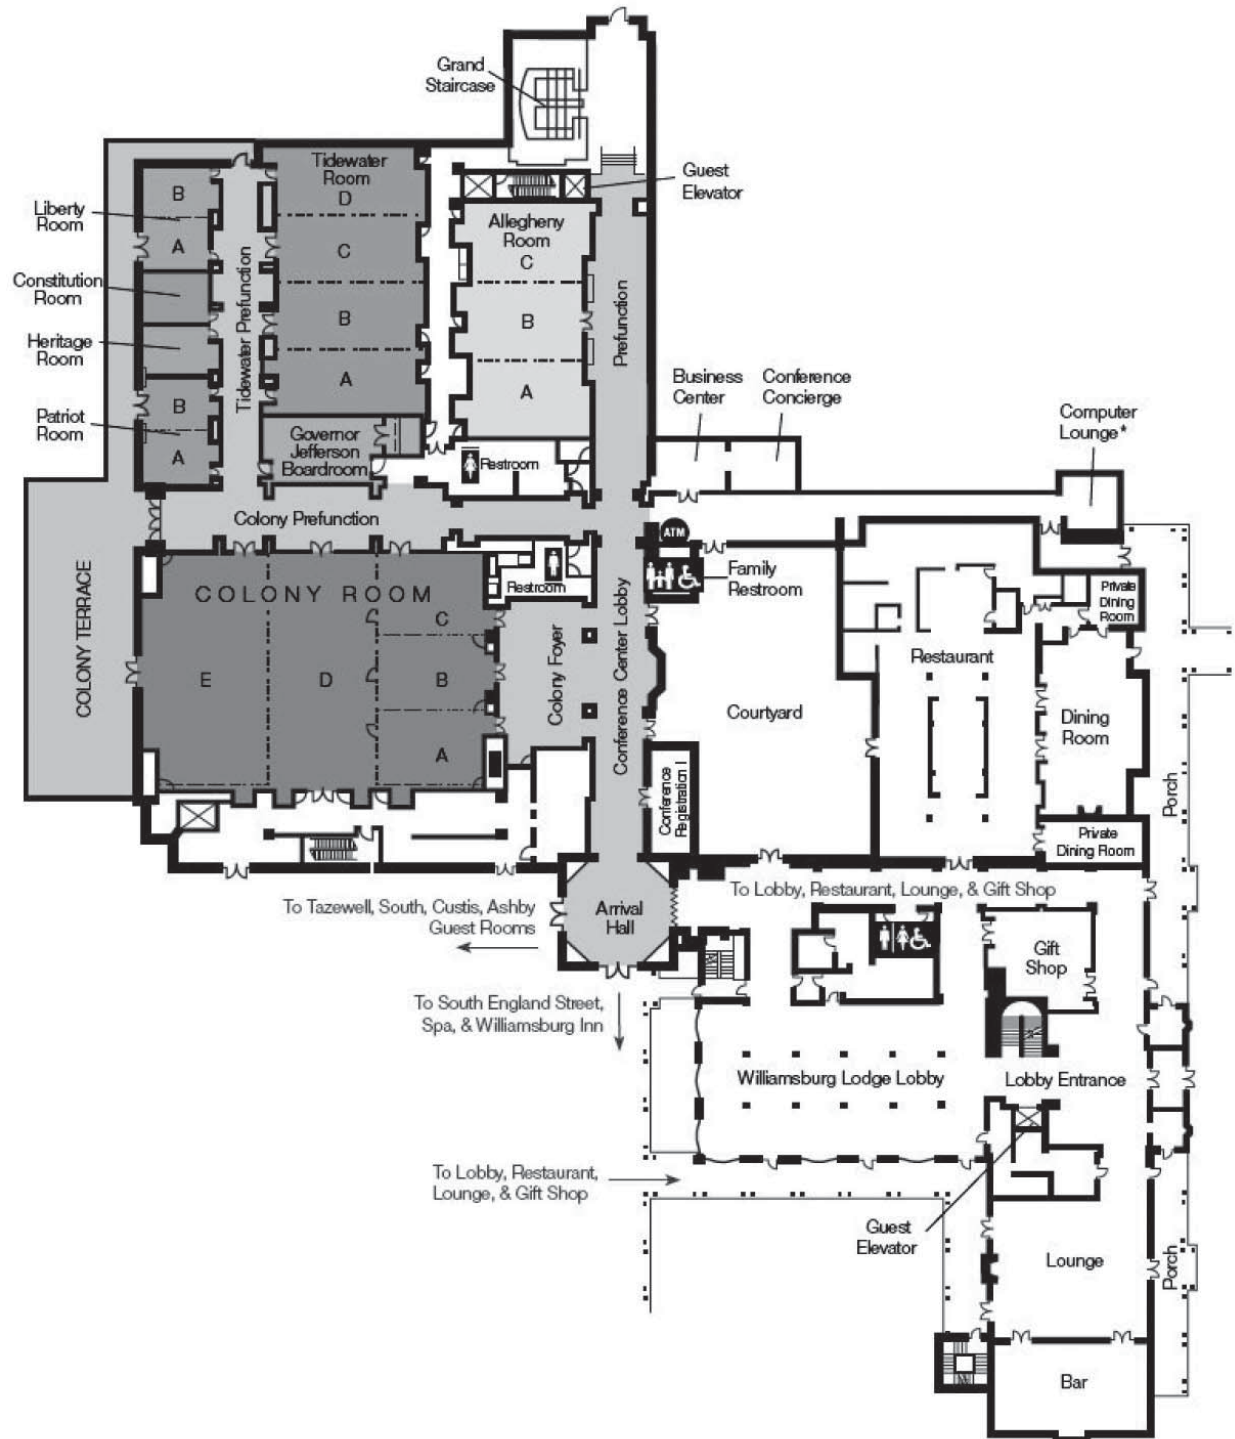 Grand
Staircase
Guest
Elevator
Tidewater
Room
D
C
B
A
Allegheny
Room
C
B
A
Liberty
Room
B
A
Constitution
Room
Heritage
Room
Patriot
Room
B
A
Tidewater Prefunction
Prefunction
Governor
Jefferson
Boardroom
Restroom
Business
Center
Conference
Concierge
Computer
Lounge*
Colony Prefunction
ATM
Family
Restroom
COLONY TERRACE
COLONY ROOM
C
E
D
B
A
Restroom
Colony Foyer
Conference Center Lobby
Courtyard
Restaurant
Private
Dining
Room
Dining
Room
Porch
Conference
Registration I
Private
Dining Room
To Lobby, Restaurant, Lounge, & Gift Shop
To Tazewell, South, Custis, Ashby
Guest Rooms
Arrival
Hall
Gift
Shop
To South England Street,
Spa, & Williamsburg Inn
Williamsburg Lodge Lobby
Lobby Entrance
To Lobby, Restaurant,
Lounge, & Gift Shop
Guest
Elevator
Lounge
Porch
Bar